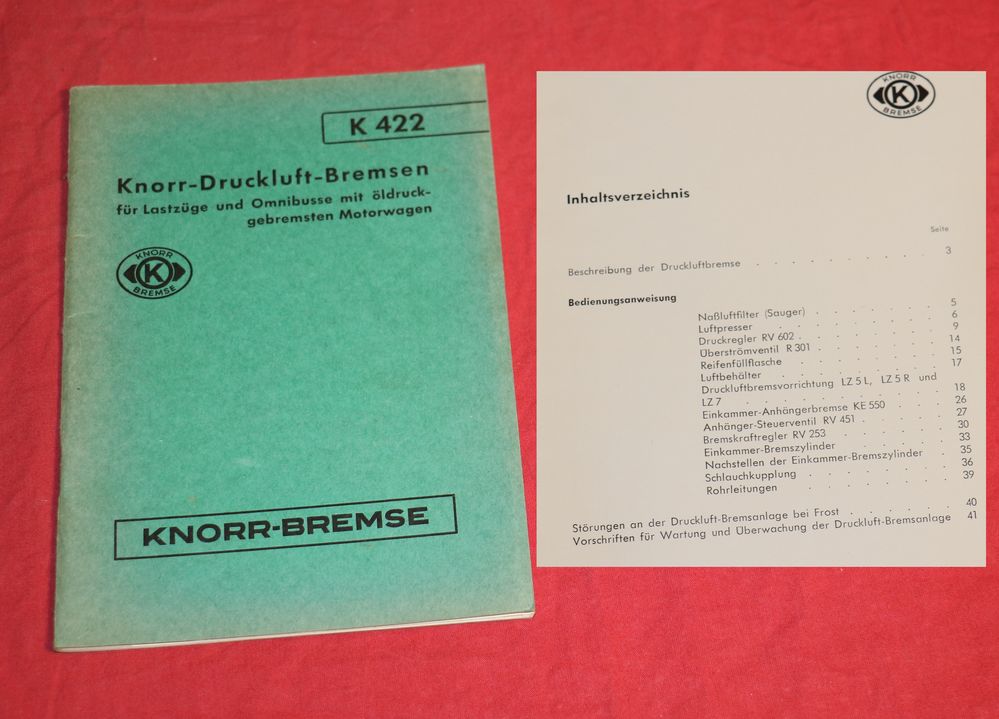 K 422
Knorr-Druckluft-Bremsen
für Lastzüge und Omnibusse mit öldruck-
gebremsten Motorwagen
KNORR
K
BREMSE
KNORR-BREMSE
KNORR
K
BREMSE
Inhaltsverzeichnis
Seite
Beschreibung der Druckluftbremse . . . . . . . . . 3
Bedienungsanweisung
Naßluftfilter (Sauger) . . . . . . . 5
Luftpresser . . . . . . . . 6
Druckregler RV 602 . . . . . . . . 9
Überströmventil R 301 . . . . . . . 14
Reifenfüllflasche . . . . . . . . 15
Luftbehälter . . . . . . . . 17
Druckluftbremsvorrichtung LZ 5 L, LZ 5 R und
LZ 7 . . . . . . . . . 18
Einkammer-Anhängerbremse KE 550 . . . . 26
Anhänger-Steuerventil RV 451 . . . . . . 27
Bremskraftregler RV 253 . . . . . . 30
Einkammer-Bremszylinder . . . . . . 33
Nachstellen der Einkammer-Bremszylinder . 35
Schlauchkupplung . . . . . . . 36
Rohrleitungen . . . . . . . . 39
Störungen an der Druckluft-Bremsanlage bei Frost . . . . . . 40
Vorschriften für Wartung und Überwachung der Druckluft-Bremsanlage 41